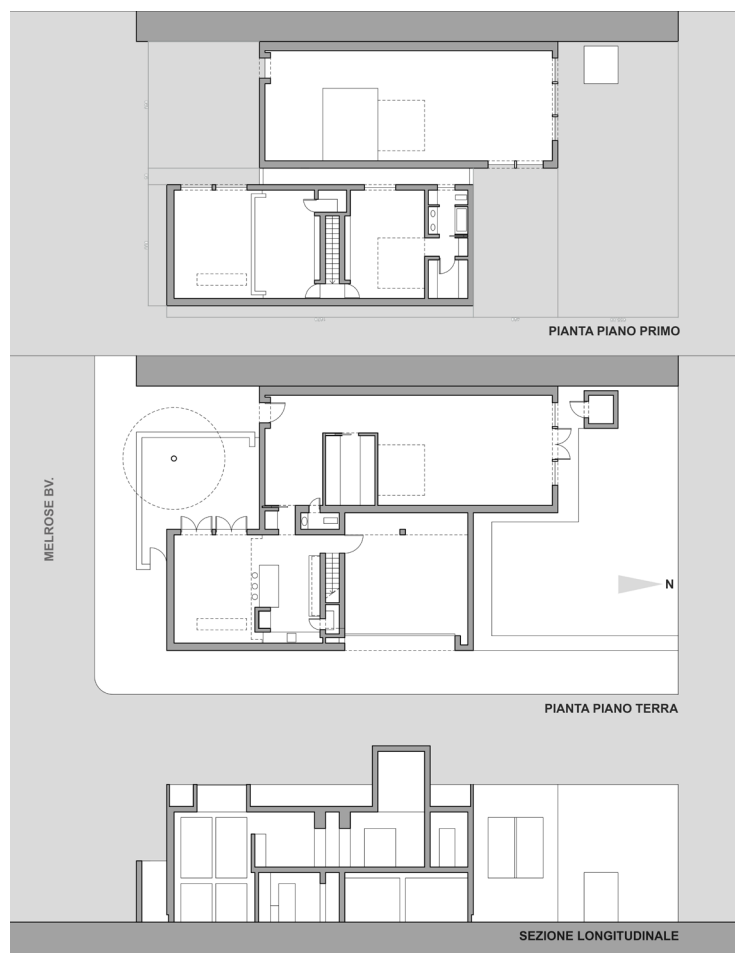 PIANTA PIANO PRIMO
MELROSE BV.
N
PIANTA PIANO TERRA
SEZIONE LONGITUDINALE